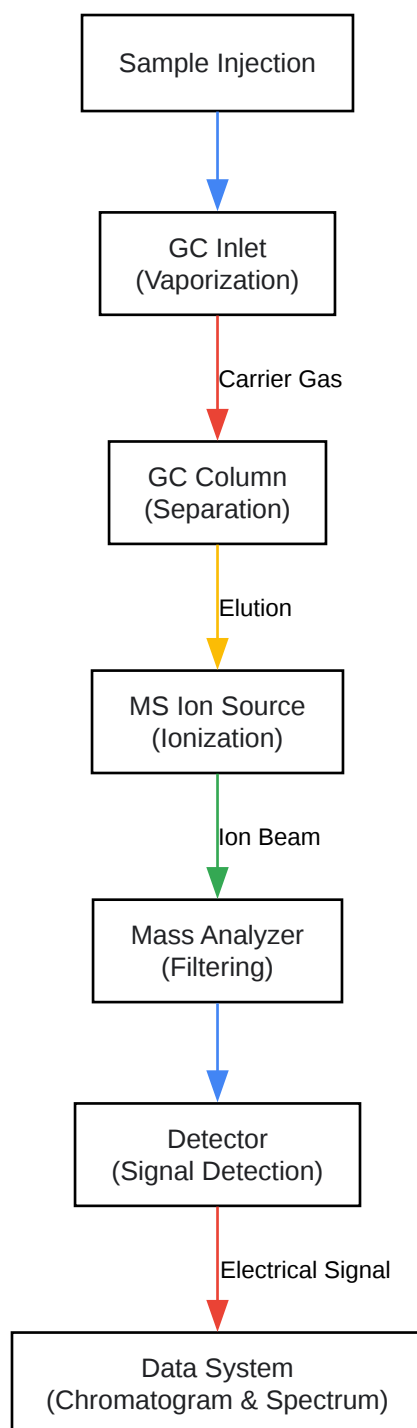 Sample Injection
GC Inlet
(Vaporization)
Carrier Gas
GC Column
(Separation)
Elution
MS Ion Source
(Ionization)
Ion Beam
Mass Analyzer
(Filtering)
Detector
(Signal Detection)
Electrical Signal
Data System
(Chromatogram & Spectrum)